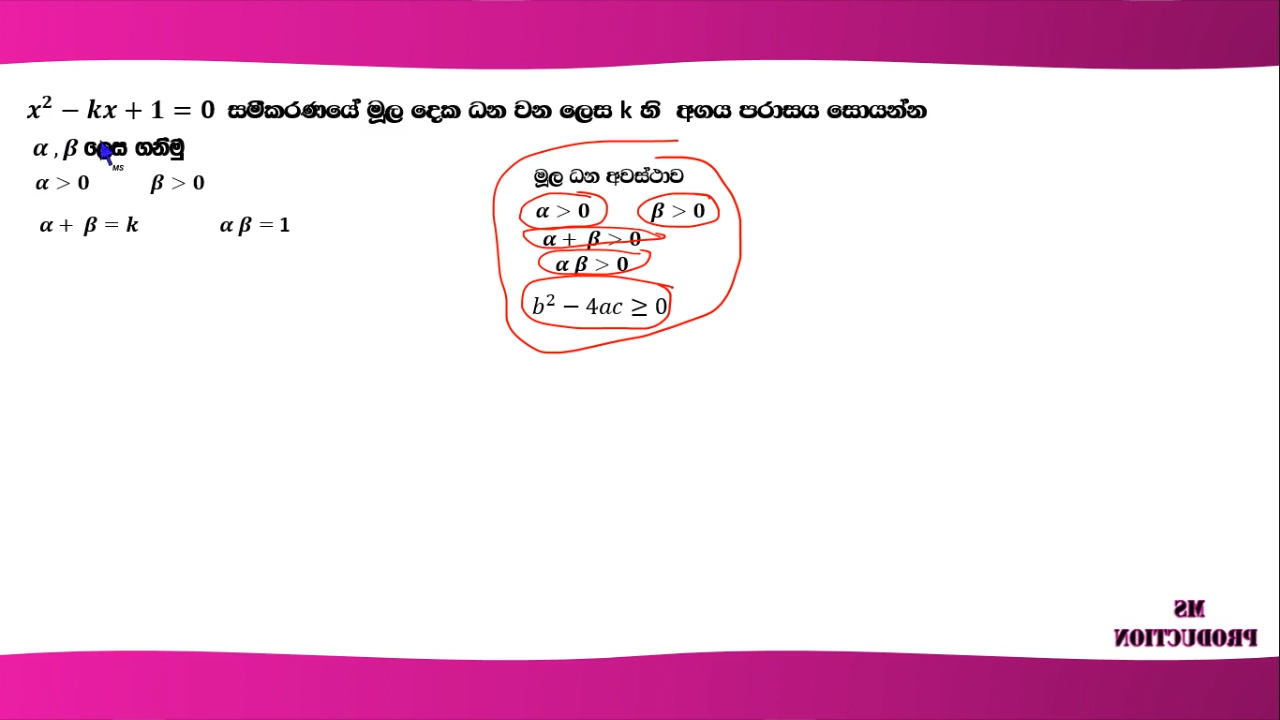 x² − kx + 1 = 0 සමීකරණයේ මූල දෙක ධන වන ලෙස k හි අගය පරාසය සොයන්න
α , β ලෙස ගනිමු
α > 0 β > 0
α + β = k α β = 1
මූල ධන අවස්ථාව
α > 0 β > 0
α + β > 0
α β > 0
b² − 4ac ≥ 0
MS
MS
PRODUCTION